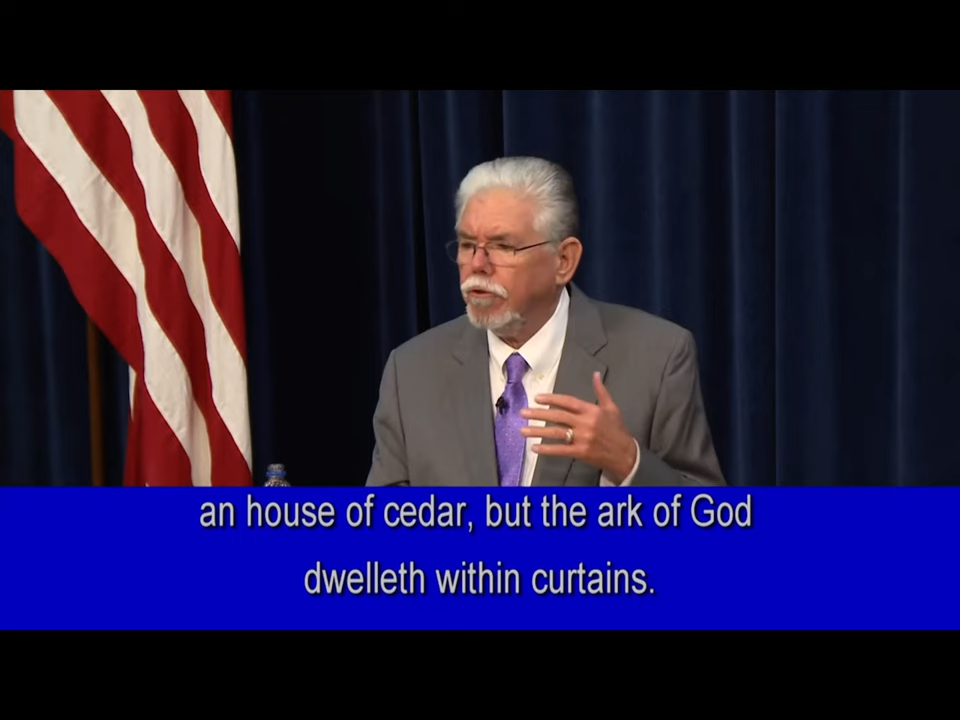 an house of cedar, but the ark of God
dwelleth within curtains.